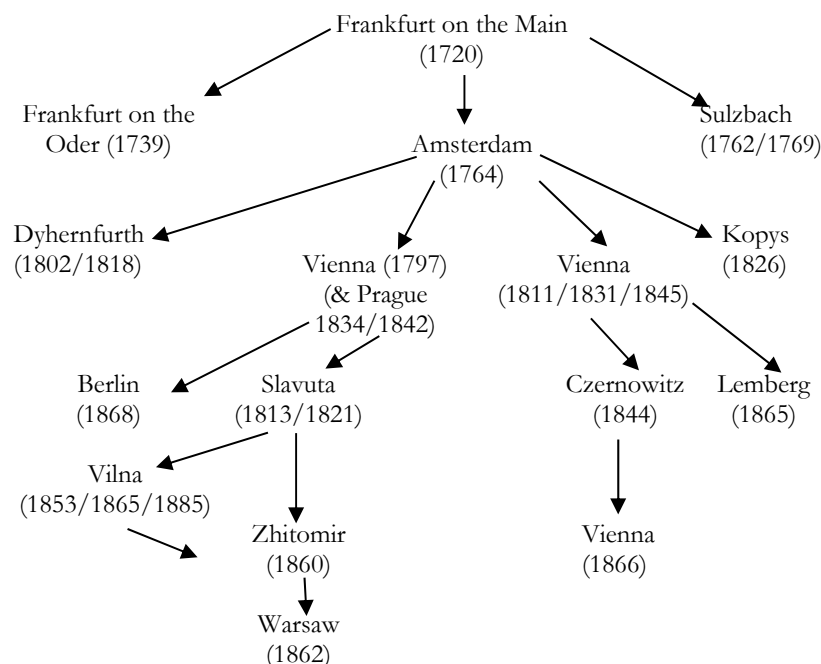 Frankfurt on the Main
(1720)
Frankfurt on the
Oder (1739)
Sulzbach
(1762/1769)
Amsterdam
(1764)
Dyhernfurth
(1802/1818)
Vienna (1797)
(& Prague
1834/1842)
Vienna
(1811/1831/1845)
Kopys
(1826)
Berlin
(1868)
Slavuta
(1813/1821)
Czernowitz
(1844)
Lemberg
(1865)
Vilna
(1853/1865/1885)
Zhitomir
(1860)
Vienna
(1866)
Warsaw
(1862)